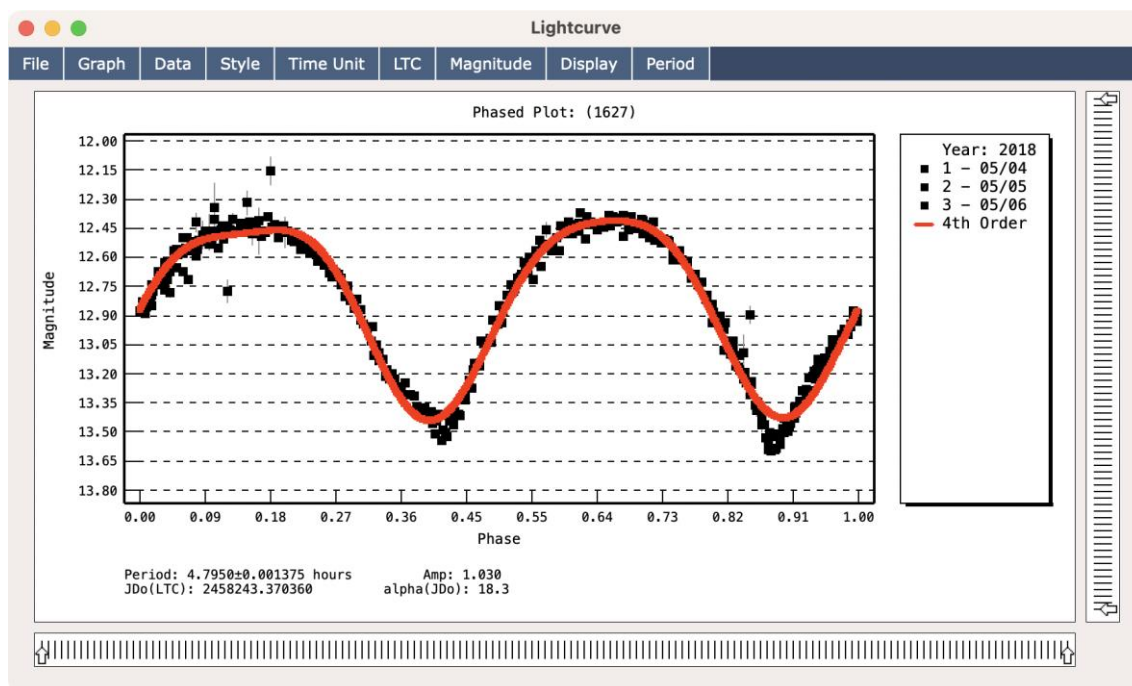 Lightcurve
File Graph Data Style Time Unit LTC Magnitude Display Period
Phased Plot: (1627)
12.00
12.15
12.30
12.45
12.60
12.75
12.90
13.05
13.20
13.35
13.50
13.65
13.80
Magnitude
0.00 0.09 0.18 0.27 0.36 0.45 0.55 0.64 0.73 0.82 0.91 1.00
Phase
Year: 2018
1 – 05/04
2 – 05/05
3 – 05/06
4th Order
Period: 4.7950±0.001375 hours Amp: 1.030
JDo(LTC): 2458243.370360 alpha(JDo): 18.3